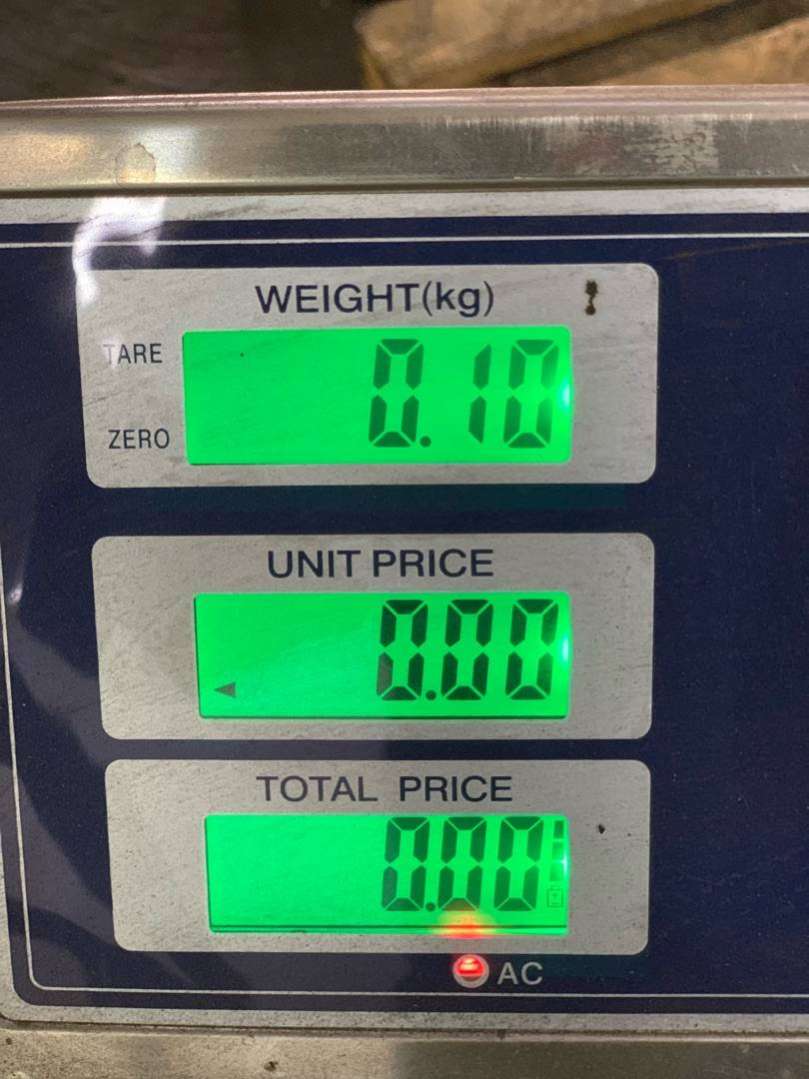 WEIGHT(kg)
TARE
0.10
ZERO
UNIT PRICE
0.00
TOTAL PRICE
0.00
AC